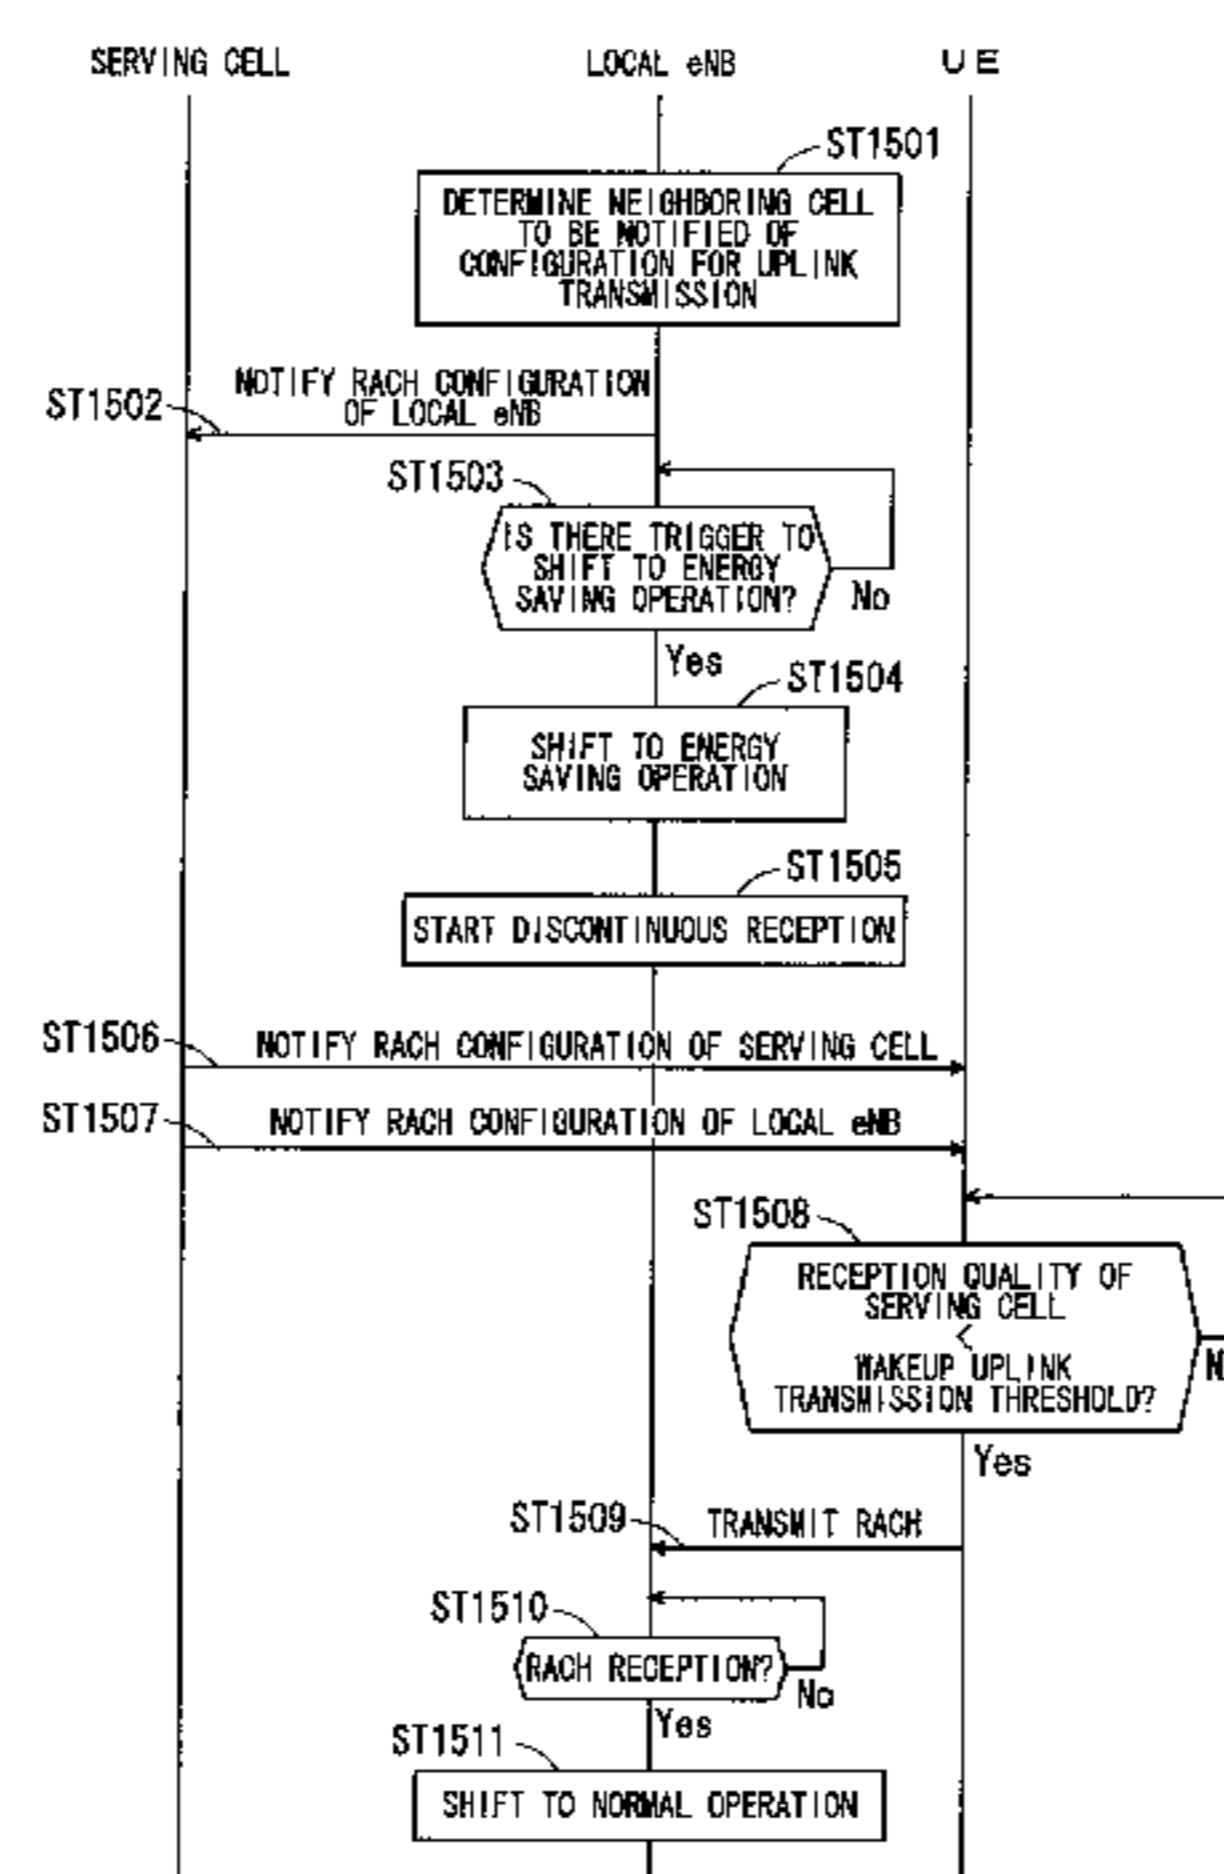 SERVING CELL
LOCAL eNB
UE
ST1501
DETERMINE NEIGHBORING CELL
TO BE NOTIFIED OF
CONFIGURATION FOR UPLINK
TRANSMISSION
NOTIFY RACH CONFIGURATION
OF LOCAL eNB
ST1502
ST1503
IS THERE TRIGGER TO
SHIFT TO ENERGY
SAVING OPERATION?
No
Yes
ST1504
SHIFT TO ENERGY
SAVING OPERATION
ST1505
START DISCONTINUOUS RECEPTION
ST1506
NOTIFY RACH CONFIGURATION OF SERVING CELL
ST1507
NOTIFY RACH CONFIGURATION OF LOCAL eNB
ST1508
RECEPTION QUALITY OF
SERVING CELL
<
WAKEUP UPLINK
TRANSMISSION THRESHOLD?
Yes
ST1509
TRANSMIT RACH
ST1510
RACH RECEPTION?
No
Yes
ST1511
SHIFT TO NORMAL OPERATION